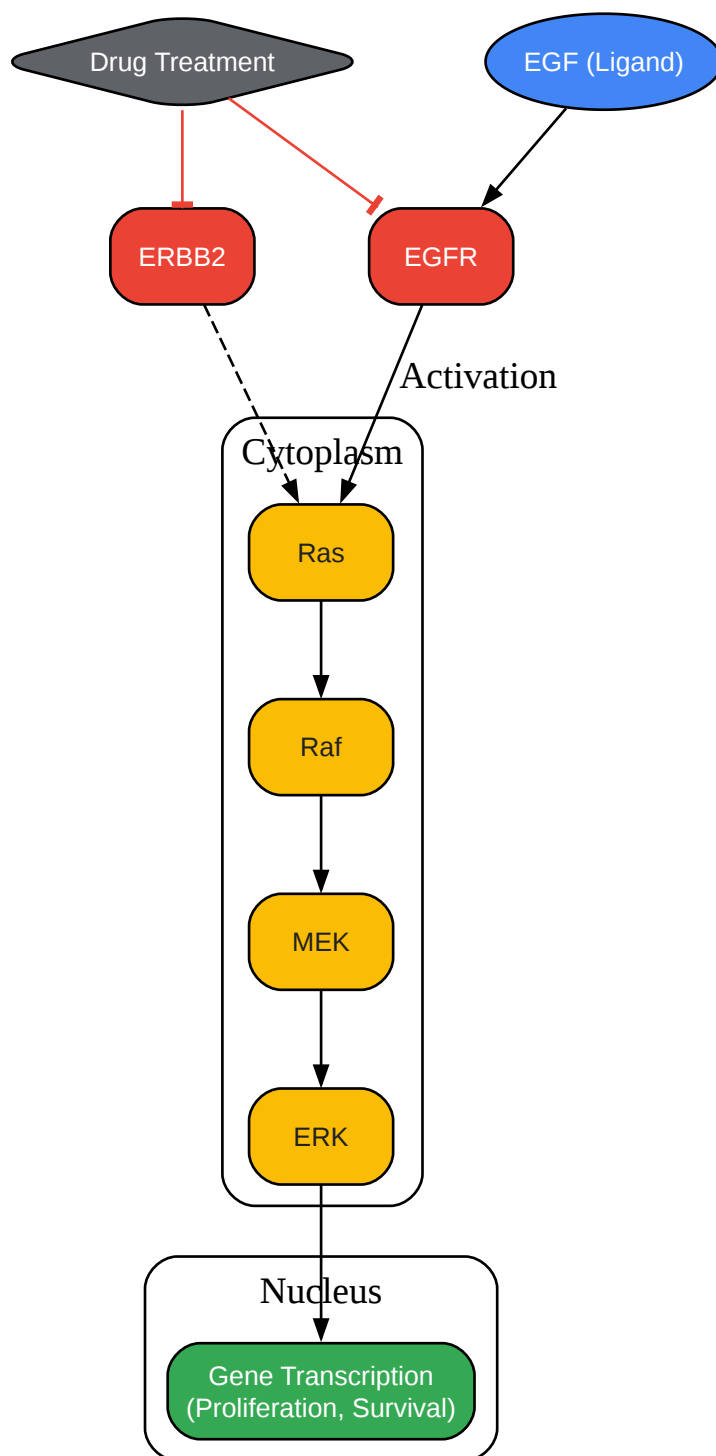 Drug Treatment
EGF (Ligand)
ERBB2
EGFR
Activation
Cytoplasm
Ras
Raf
MEK
ERK
Nucleus
Gene Transcription
(Proliferation, Survival)